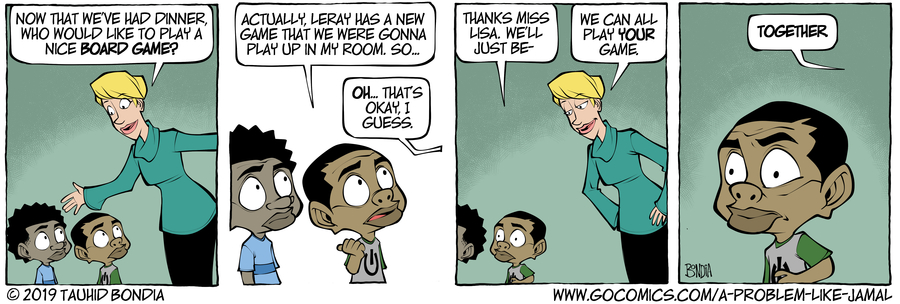 NOW THAT WE'VE HAD DINNER,
WHO WOULD LIKE TO PLAY A
NICE BOARD GAME?
ACTUALLY, LERAY HAS A NEW
GAME THAT WE WERE GONNA
PLAY UP IN MY ROOM. SO...
OH... THAT'S
OKAY, I
GUESS.
THANKS MISS
LISA. WE'LL
JUST BE-
WE CAN ALL
PLAY YOUR
GAME.
TOGETHER
BONDIA
© 2019 TAUHID BONDIA
WWW.GOCOMICS.COM/A-PROBLEM-LIKE-JAMAL